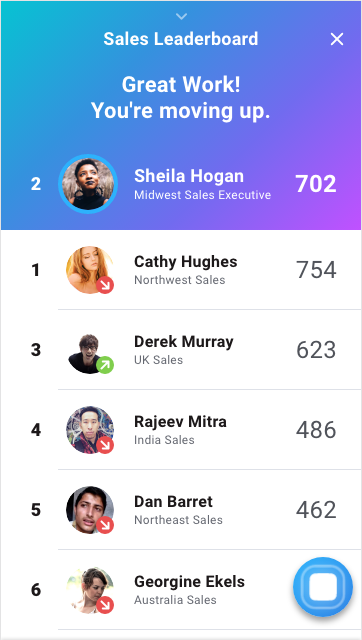 Sales Leaderboard
Great Work!
You're moving up.
2
Sheila Hogan
Midwest Sales Executive
702
1
Cathy Hughes
Northwest Sales
754
3
Derek Murray
UK Sales
623
4
Rajeev Mitra
India Sales
486
5
Dan Barret
Northeast Sales
462
6
Georgine Ekels
Australia Sales